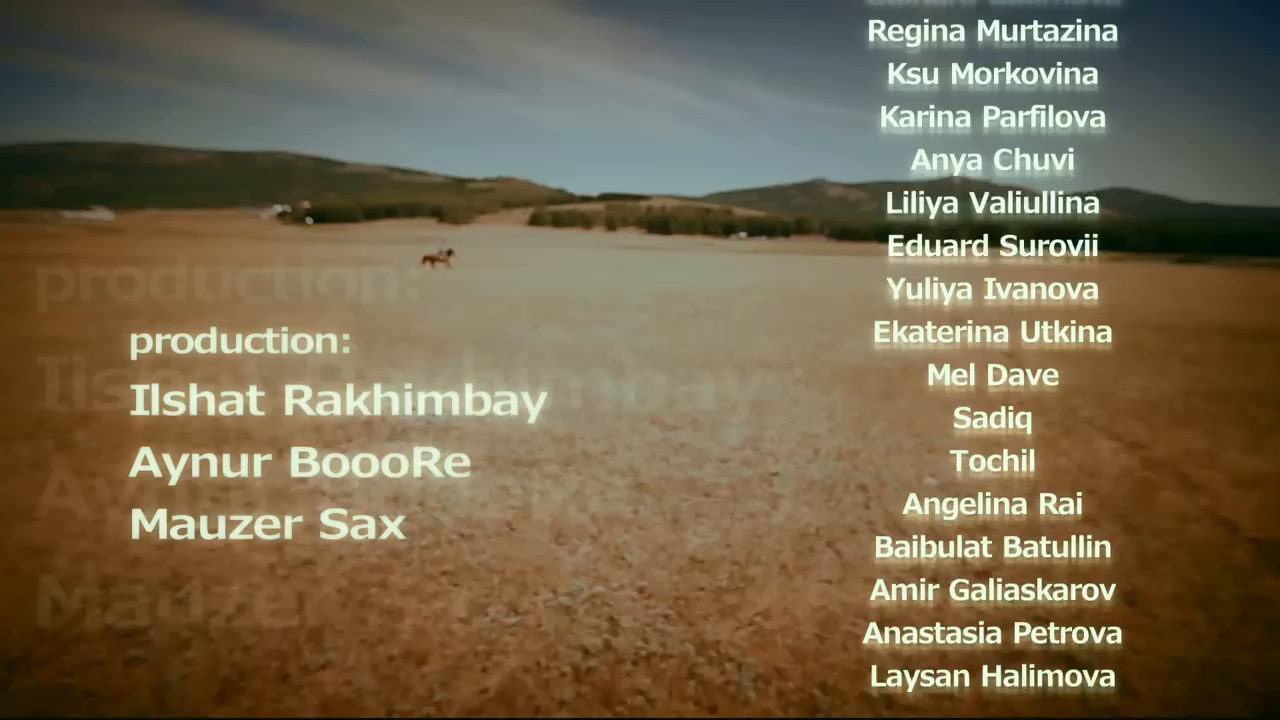 production:
Ilshat Rakhimbay
Aynur BoooRe
Mauzer Sax
Regina Murtazina
Ksu Morkovina
Karina Parfilova
Anya Chuvi
Liliya Valiullina
Eduard Surovii
Yuliya Ivanova
Ekaterina Utkina
Mel Dave
Sadiq
Tochil
Angelina Rai
Baibulat Batullin
Amir Galiaskarov
Anastasia Petrova
Laysan Halimova